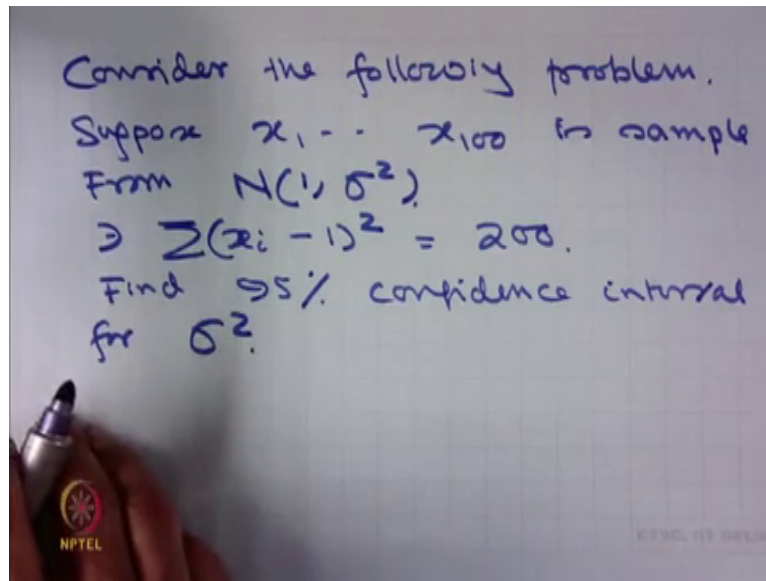 Consider the following problem.
Suppose x₁ -- x₁₀₀ is sample
From N(1, σ²).
∋ Σ(xi - 1)² = 200.
Find 95% confidence interval
for σ².
NPTEL